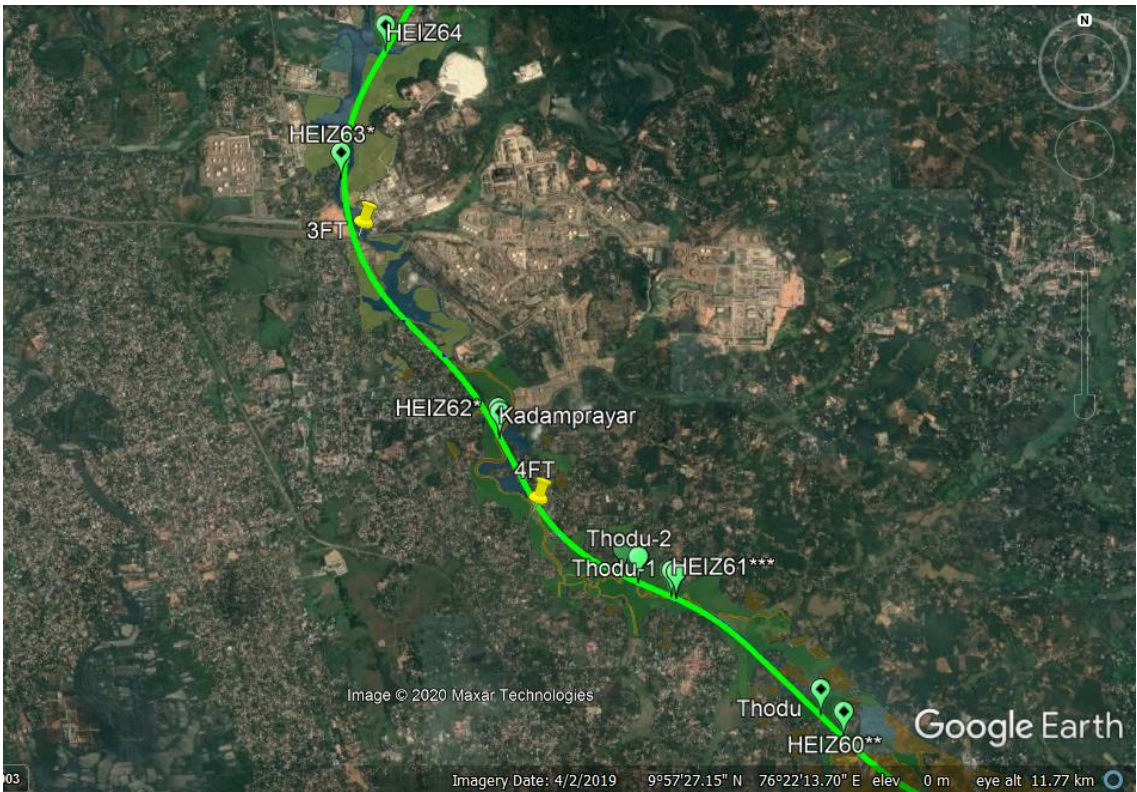 N
HEIZ64
HEIZ63*
3FT
HEIZ62*
Kadamprayar
4FT
Thodu-2
Thodu-1
HEIZ61***
Thodu
HEIZ60**
Image © 2020 Maxar Technologies
Google Earth
003
Imagery Date: 4/2/2019 9°57'27.15" N 76°22'13.70" E elev 0 m eye alt 11.77 km